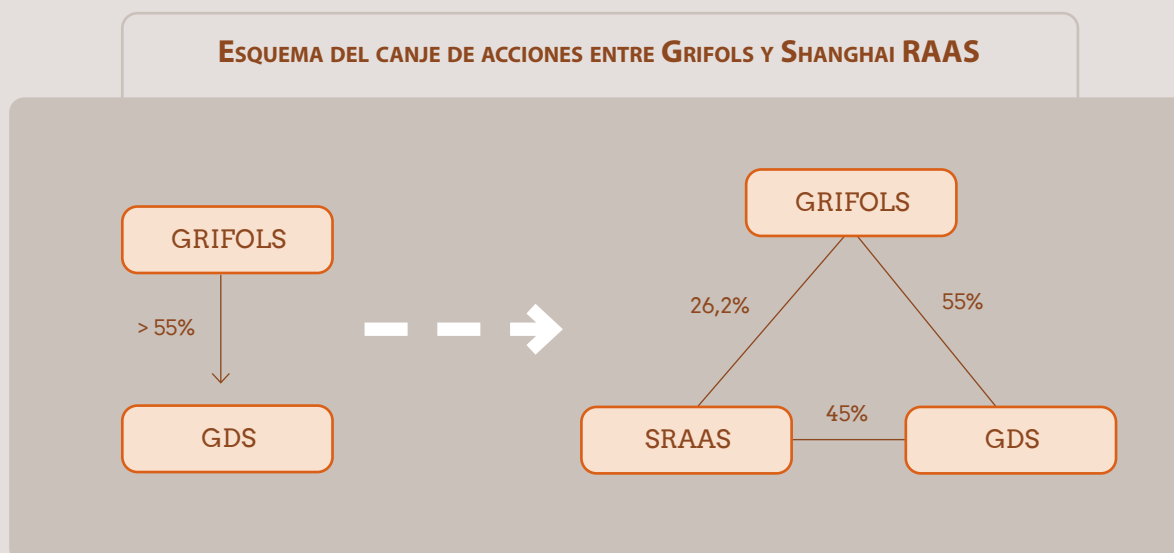 Esquema del canje de acciones entre Grifols y Shanghai RAAS
GRIFOLS
> 55%
GDS
GRIFOLS
26,2%
55%
SRAAS
45%
GDS